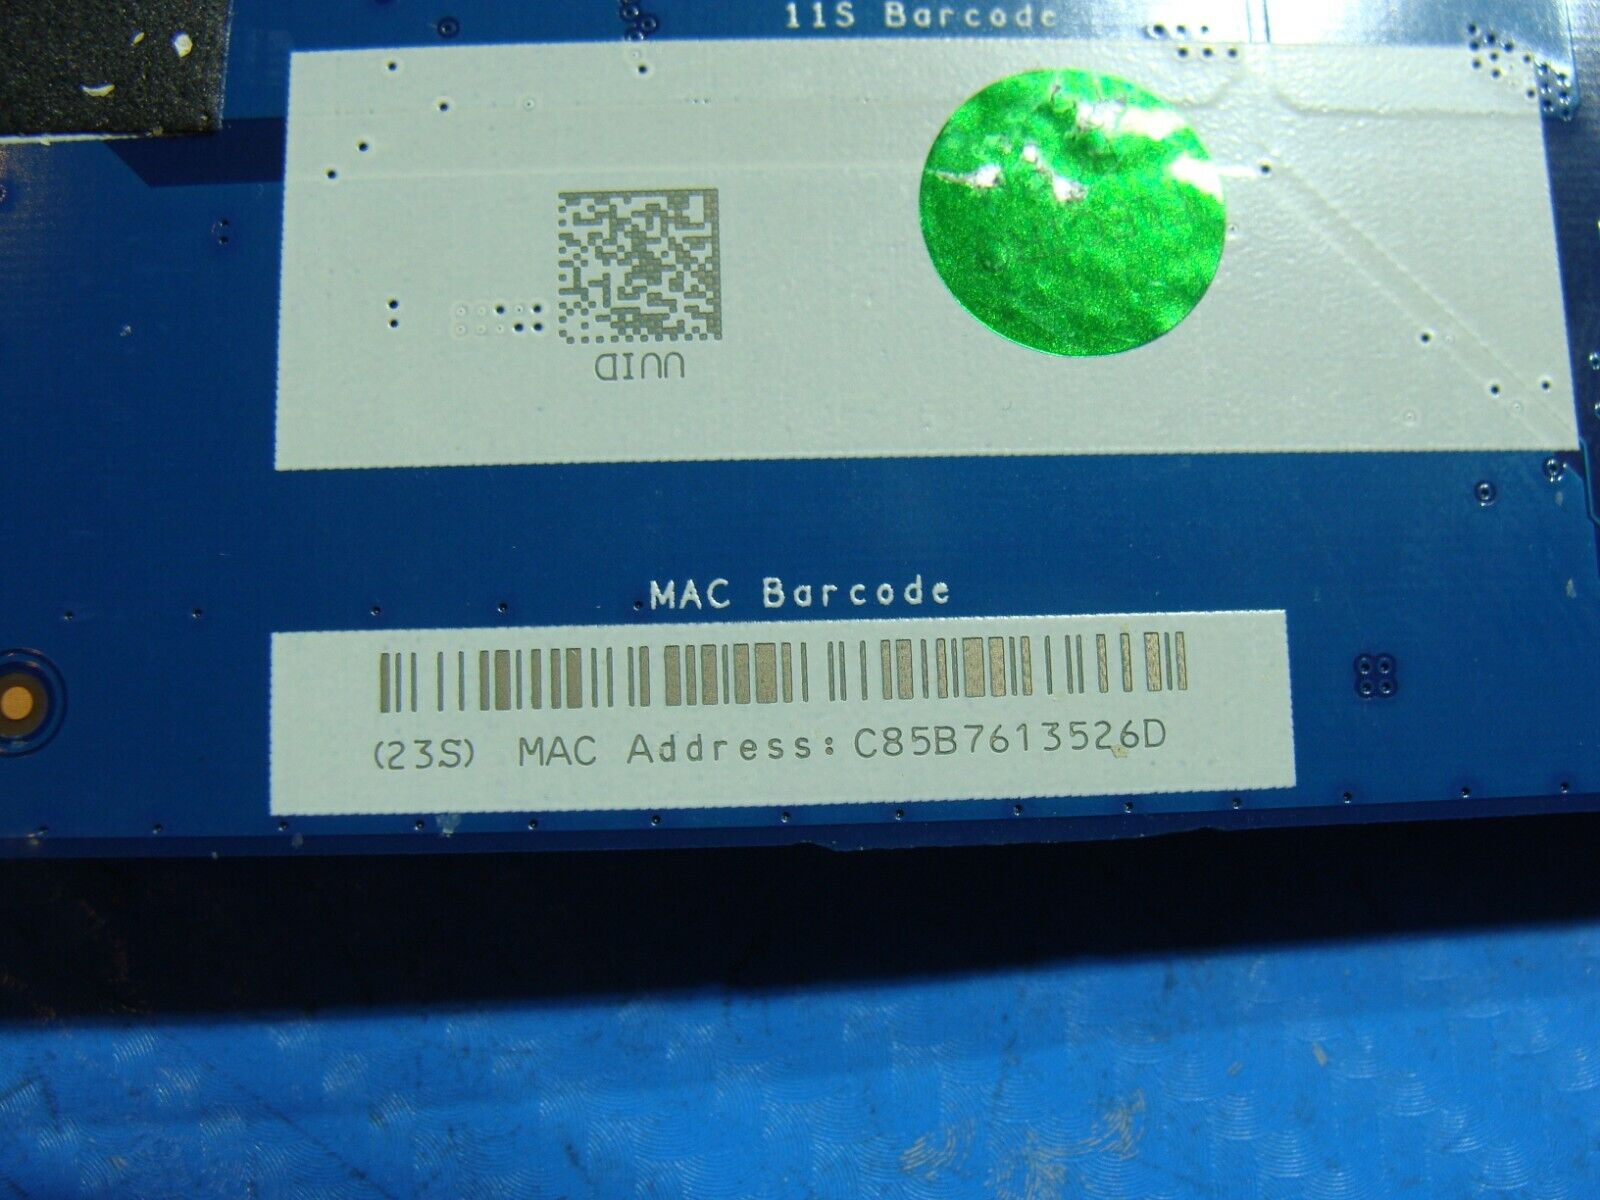 11S Barcode
UUID
MAC Barcode
(23S) MAC Address: C85B7613526D